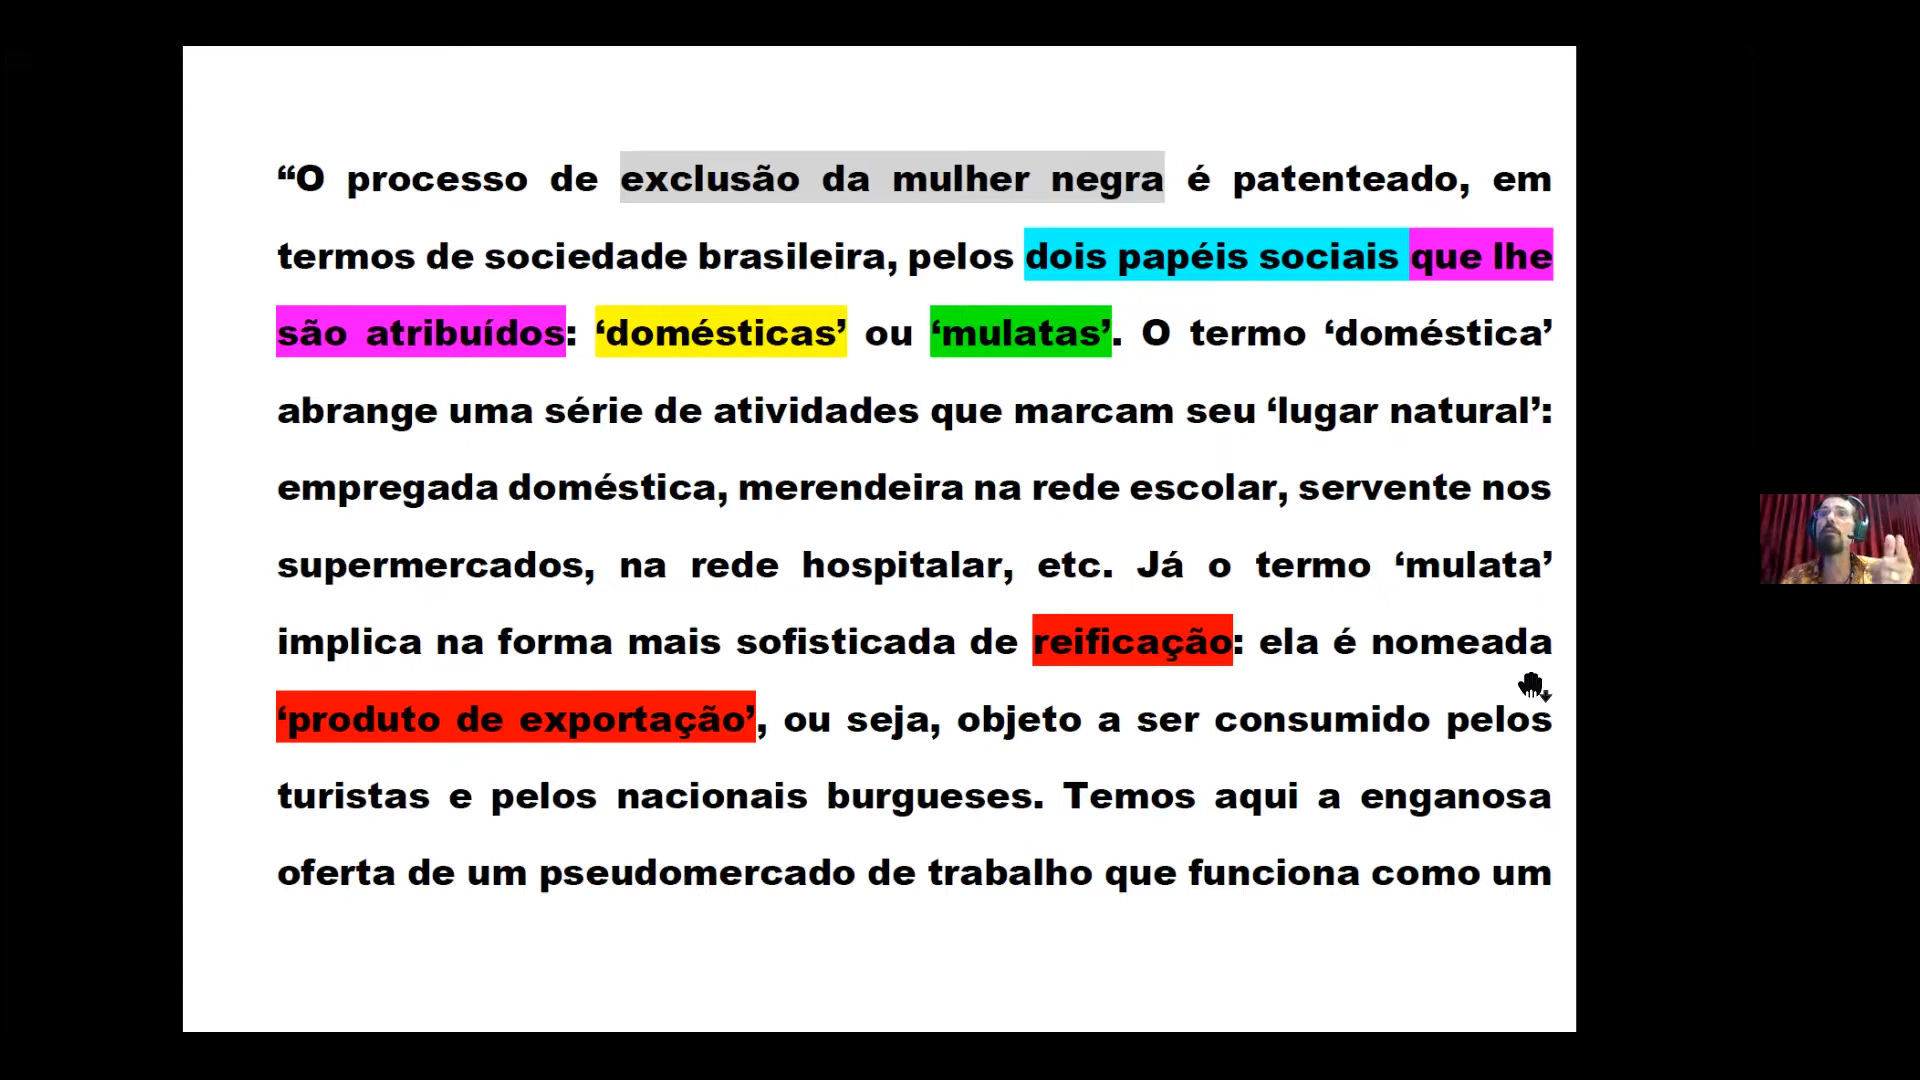 “O processo de exclusão da mulher negra é patenteado, em
termos de sociedade brasileira, pelos dois papéis sociais que lhe
são atribuídos: ‘domésticas’ ou ‘mulatas’. O termo ‘doméstica’
abrange uma série de atividades que marcam seu ‘lugar natural’:
empregada doméstica, merendeira na rede escolar, servente nos
supermercados, na rede hospitalar, etc. Já o termo ‘mulata’
implica na forma mais sofisticada de reificação: ela é nomeada
‘produto de exportação’, ou seja, objeto a ser consumido pelos
turistas e pelos nacionais burgueses. Temos aqui a enganosa
oferta de um pseudomercado de trabalho que funciona como um